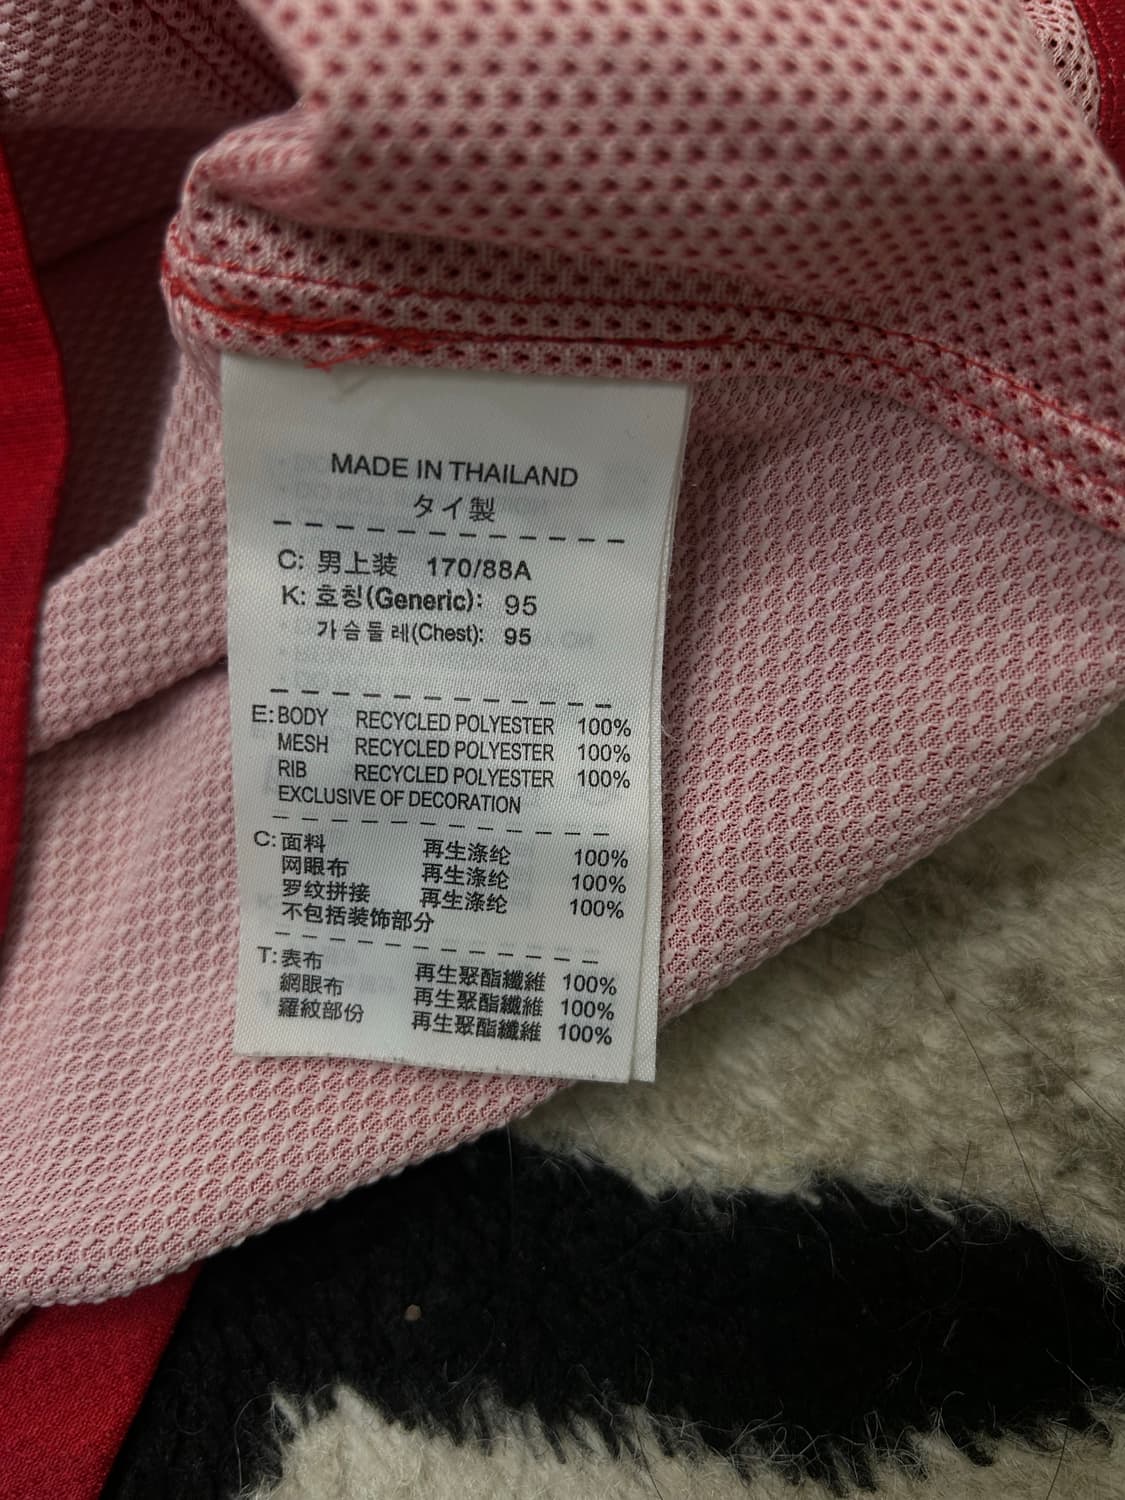 MADE IN THAILAND
タイ製
C: 男上装 170/88A
K: 호칭(Generic): 95
가슴둘레(Chest): 95
E: BODY RECYCLED POLYESTER 100%
MESH RECYCLED POLYESTER 100%
RIB RECYCLED POLYESTER 100%
EXCLUSIVE OF DECORATION
C: 面料 再生涤纶 100%
网眼布 再生涤纶 100%
罗纹拼接 再生涤纶 100%
不包括装饰部分
T: 表布 再生聚酯纖維 100%
網眼布 再生聚酯纖維 100%
羅紋部份 再生聚酯纖維 100%